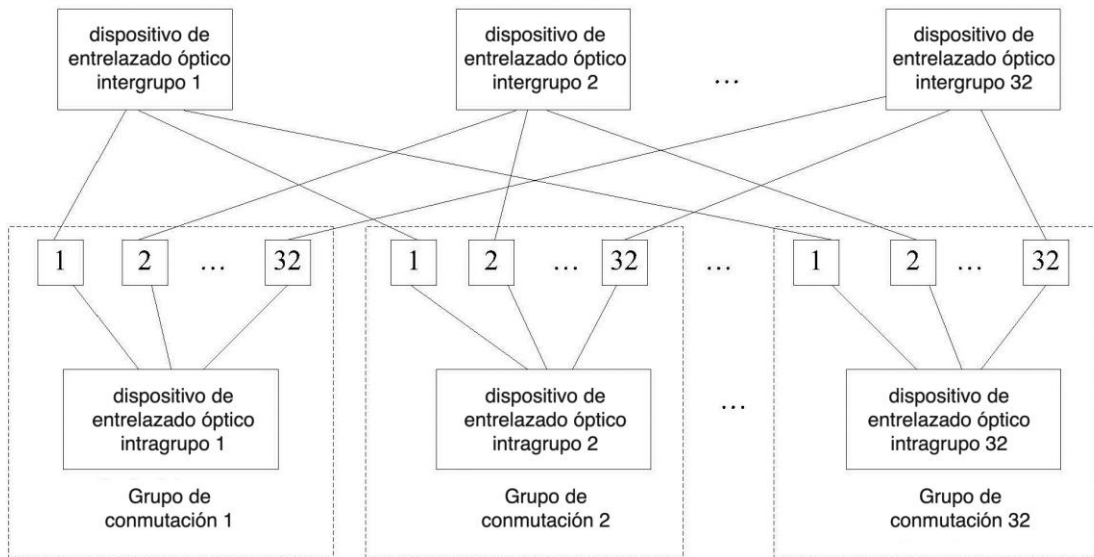 dispositivo de
entrelazado óptico
intergrupo 1
dispositivo de
entrelazado óptico
intergrupo 2
...
dispositivo de
entrelazado óptico
intergrupo 32
1 2 ... 32
1 2 ... 32
...
1 2 ... 32
dispositivo de
entrelazado óptico
intragrupo 1
dispositivo de
entrelazado óptico
intragrupo 2
...
dispositivo de
entrelazado óptico
intragrupo 32
Grupo de
conmutación 1
Grupo de
conmutación 2
Grupo de
conmutación 32